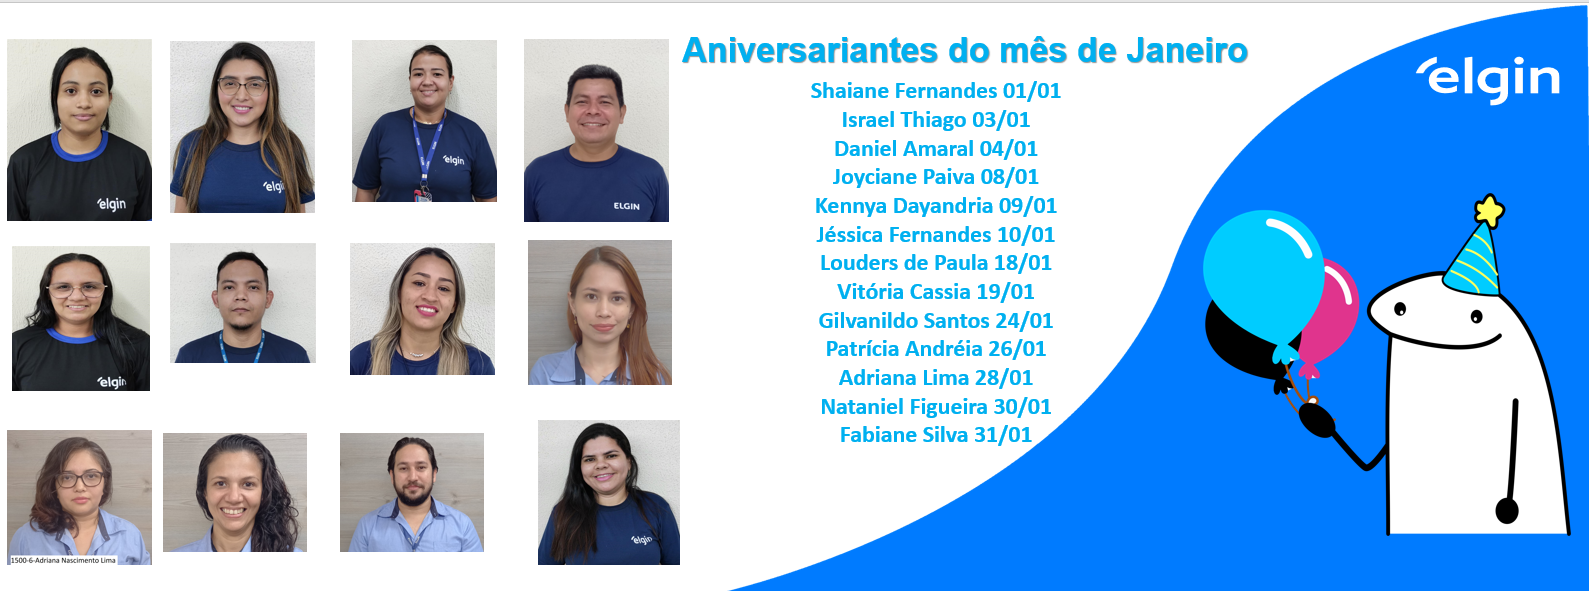 Aniversariantes do mês de Janeiro
Shaiane Fernandes 01/01
Israel Thiago 03/01
Daniel Amaral 04/01
Joyciane Paiva 08/01
Kennya Dayandria 09/01
Jéssica Fernandes 10/01
Louders de Paula 18/01
Vitória Cassia 19/01
Gilvanildo Santos 24/01
Patrícia Andréia 26/01
Adriana Lima 28/01
Nataniel Figueira 30/01
Fabiane Silva 31/01
elgin
elgin
elgin
elgin
ELGIN
elgin
1500-6-Adriana Nascimento Lima
elgin